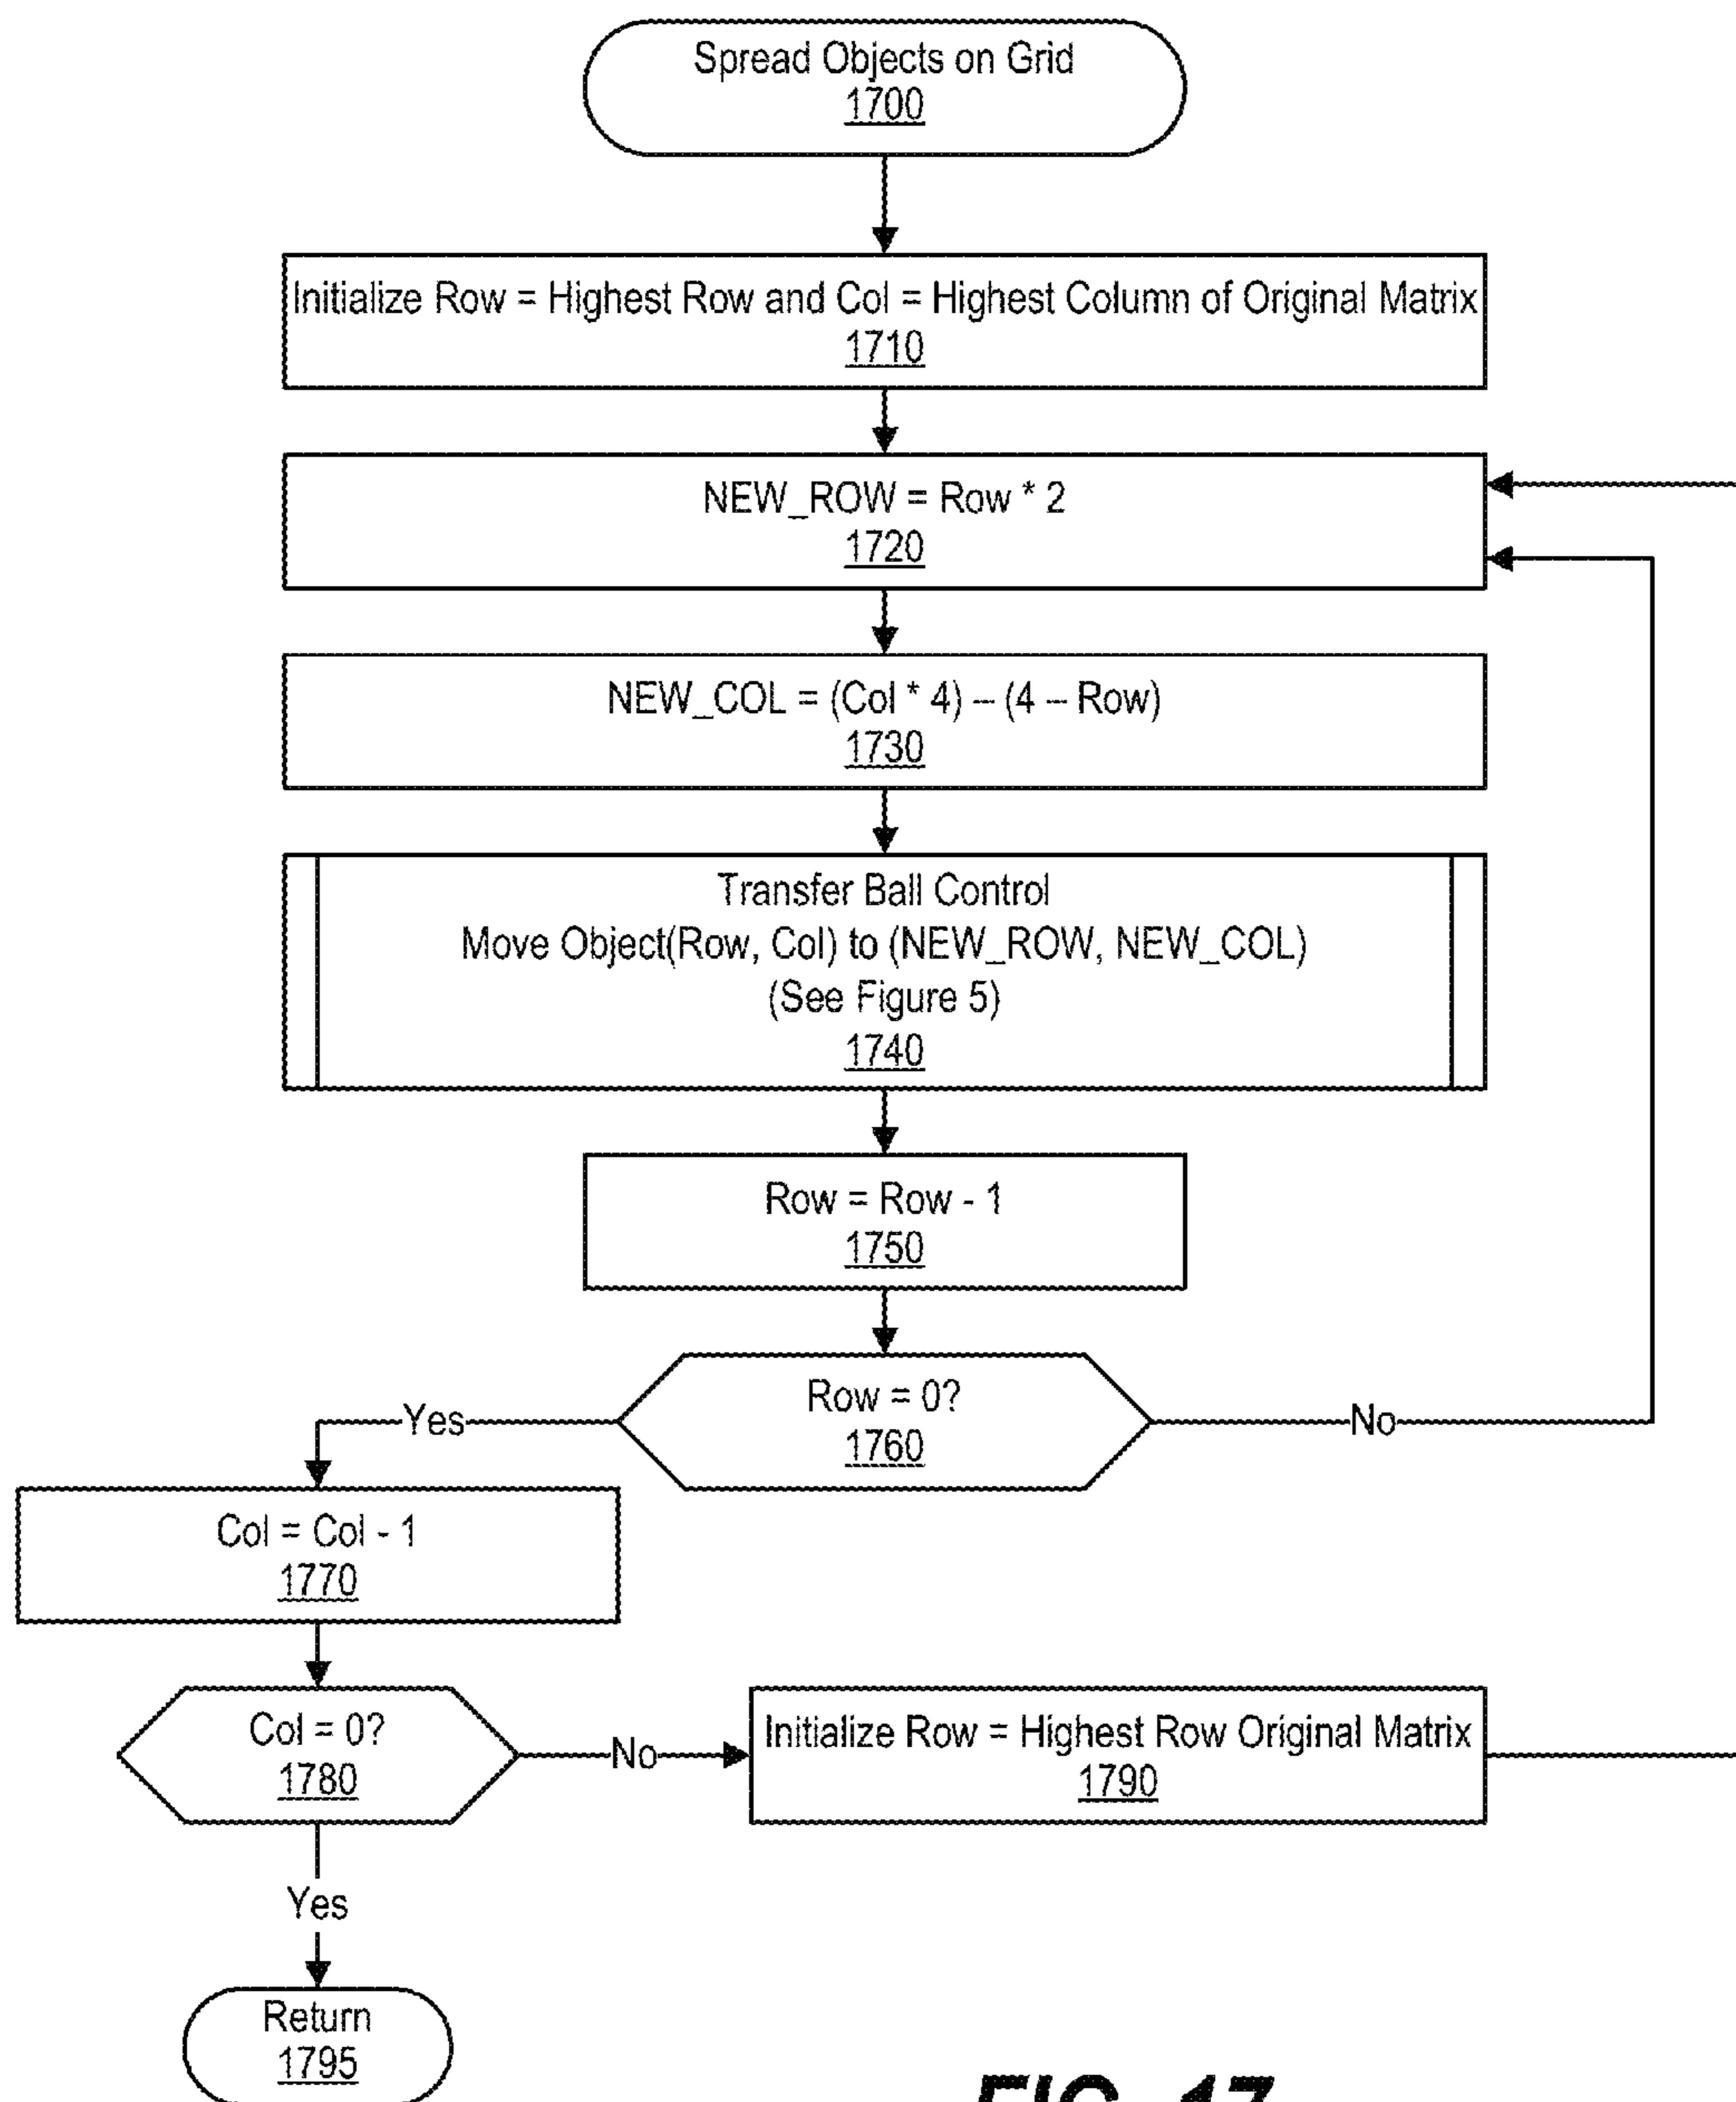 Spread Objects on Grid
1700
Initialize Row = Highest Row and Col = Highest Column of Original Matrix
1710
NEW_ROW = Row * 2
1720
NEW_COL = (Col * 4) – (4 – Row)
1730
Transfer Ball Control
Move Object(Row, Col) to (NEW_ROW, NEW_COL)
(See Figure 5)
1740
Row = Row - 1
1750
Row = 0?
1760
Yes
No
Col = Col - 1
1770
Col = 0?
1780
No
Initialize Row = Highest Row Original Matrix
1790
Yes
Return
1795
FIG. 17